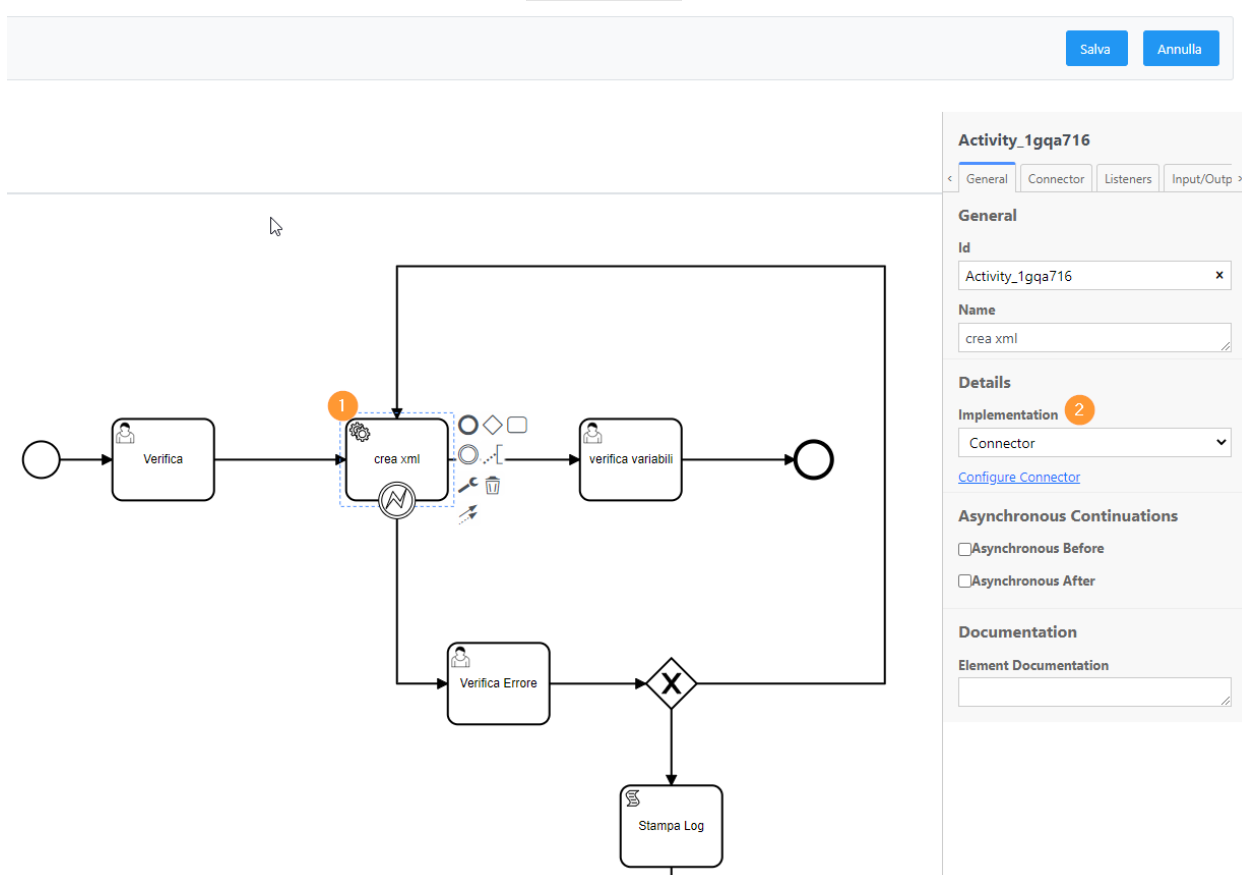 Salva
Annulla
Activity_1gqa716
General
Connector
Listeners
Input/Outp
General
Id
Activity_1gqa716
Name
crea xml
Details
Implementation
2
Connector
Configure Connector
Asynchronous Continuations
Asynchronous Before
Asynchronous After
Documentation
Element Documentation
1
Verifica
crea xml
verifica variabili
Verifica Errore
X
Stampa Log